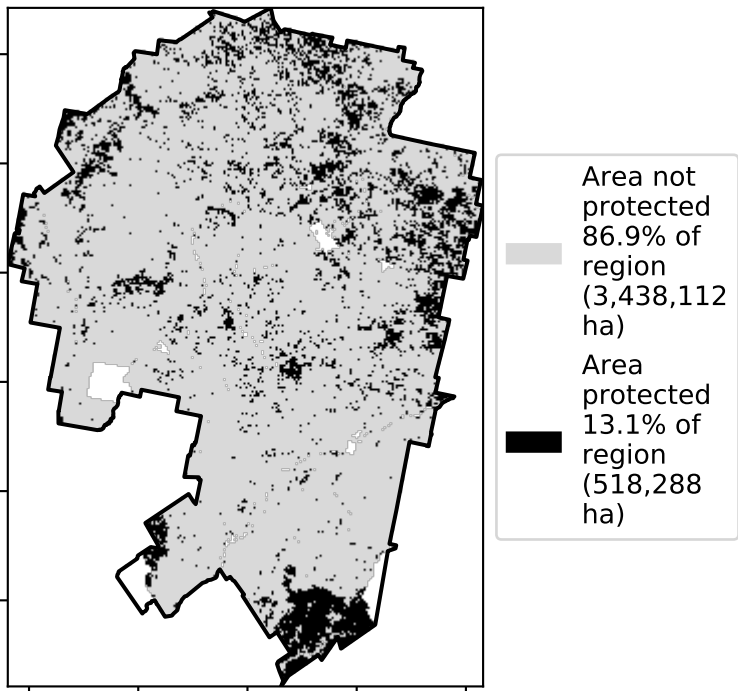 Area not
protected
86.9% of
region
(3,438,112
ha)
Area
protected
13.1% of
region
(518,288
ha)